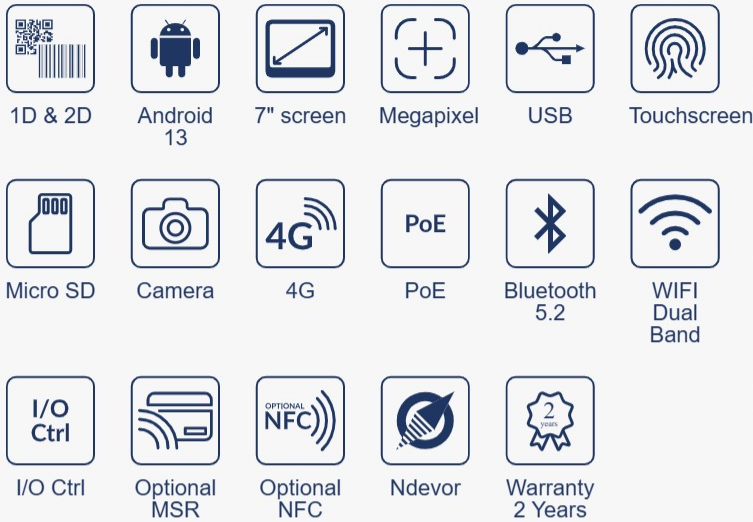 1D & 2D
Android
13
7" screen
Megapixel
USB
Touchscreen
4G
PoE
Micro SD
Camera
4G
PoE
Bluetooth
5.2
WIFI
Dual
Band
I/O
Ctrl
OPTIONAL
NFC
2
years
I/O Ctrl
Optional
MSR
Optional
NFC
Ndevor
Warranty
2 Years